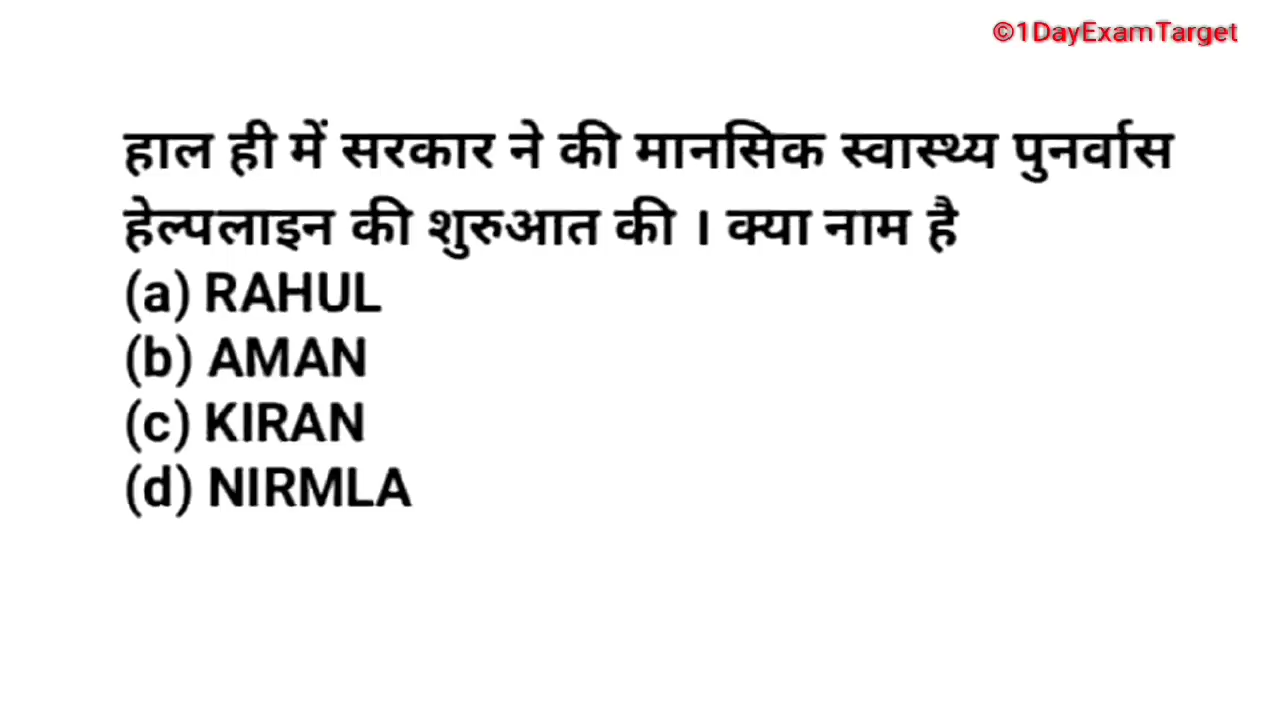 ©1DayExamTarget
हाल ही में सरकार ने की मानसिक स्वास्थ्य पुनर्वास
हेल्पलाइन की शुरुआत की । क्या नाम है
(a) RAHUL
(b) AMAN
(c) KIRAN
(d) NIRMLA